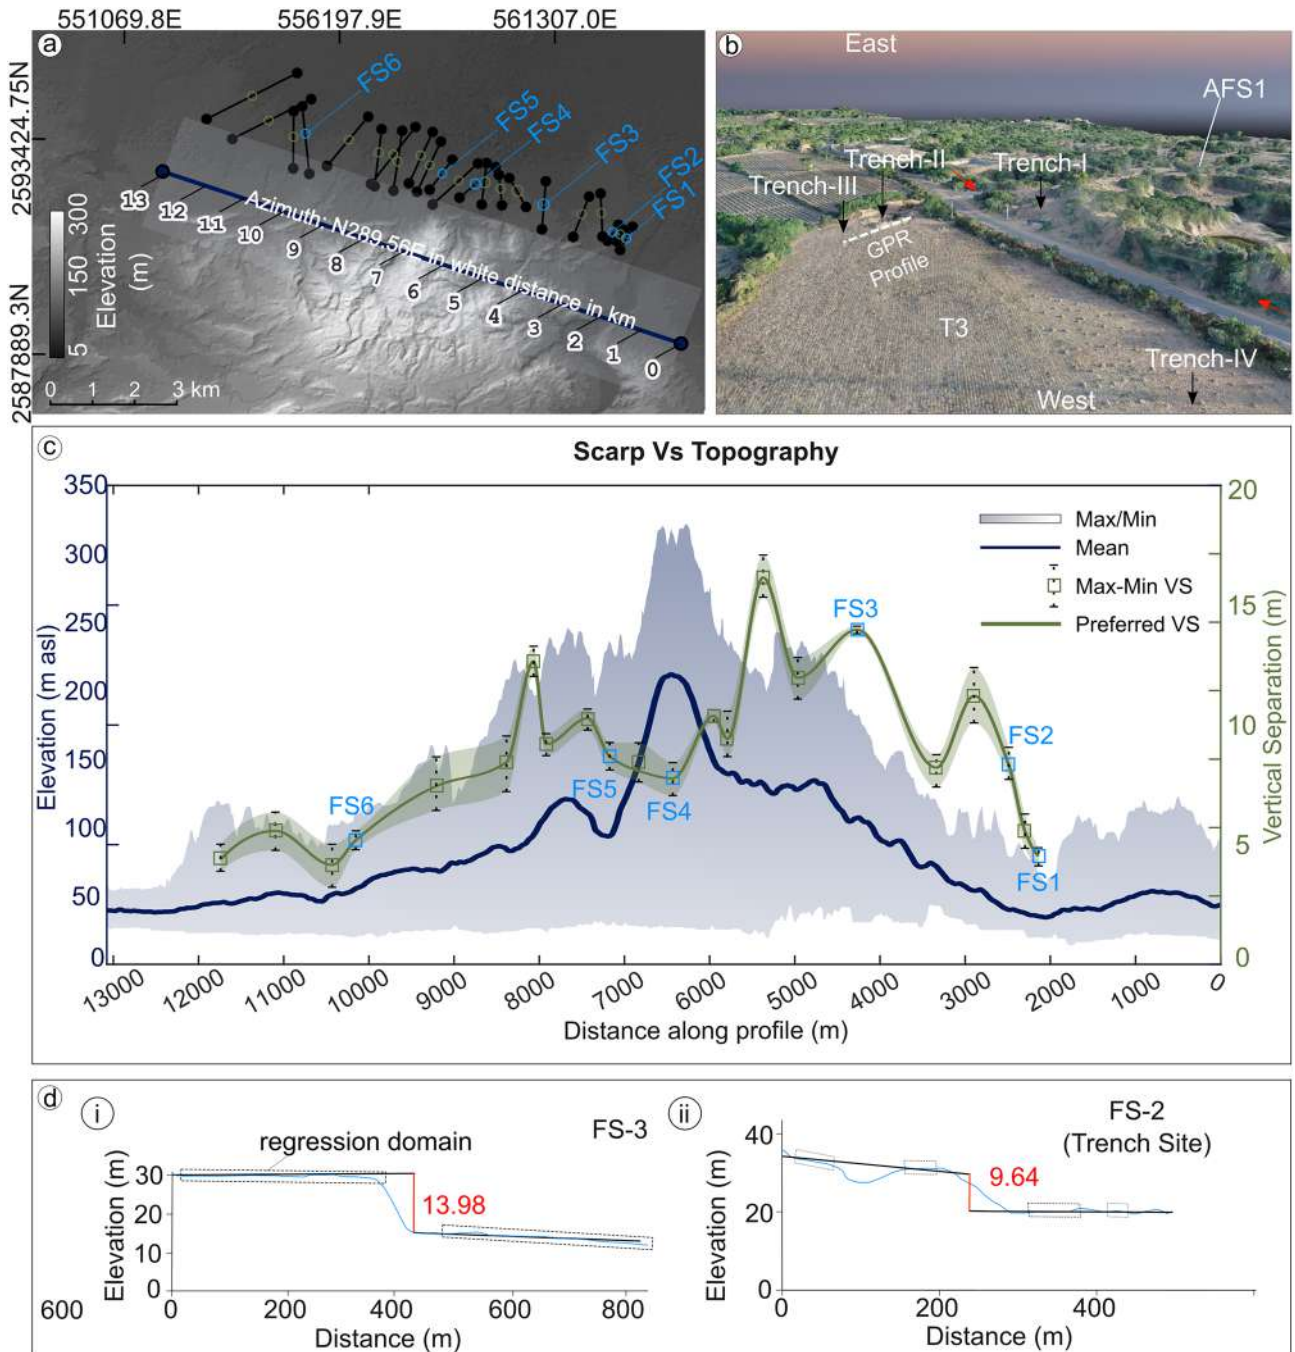 551069.8E 556197.9E 561307.0E
a
2593424.75N
2587889.3N
FS6
FS5
FS4
FS3
FS2
FS1
Azimuth: N289.56E in white distance in km
13 12 11 10 9 8 7 6 5 4 3 2 1 0
300
150
5
Elevation
(m)
0 1 2 3 km
b
East
AFS1
Trench-II
Trench-I
Trench-III
GPR
Profile
T3
Trench-IV
West
c
Scarp Vs Topography
350
300
250
200
150
100
50
0
Elevation (m asl)
20
15
10
5
0
Vertical Separation (m)
Max/Min
Mean
Max-Min VS
Preferred VS
FS6
FS5
FS4
FS3
FS2
FS1
13000 12000 11000 10000 9000 8000 7000 6000 5000 4000 3000 2000 1000 0
Distance along profile (m)
d
i
FS-3
regression domain
30
20
10
0
Elevation (m)
13.98
600
0 200 400 600 800
Distance (m)
ii
FS-2
(Trench Site)
40
20
0
Elevation (m)
9.64
0 200 400
Distance (m)